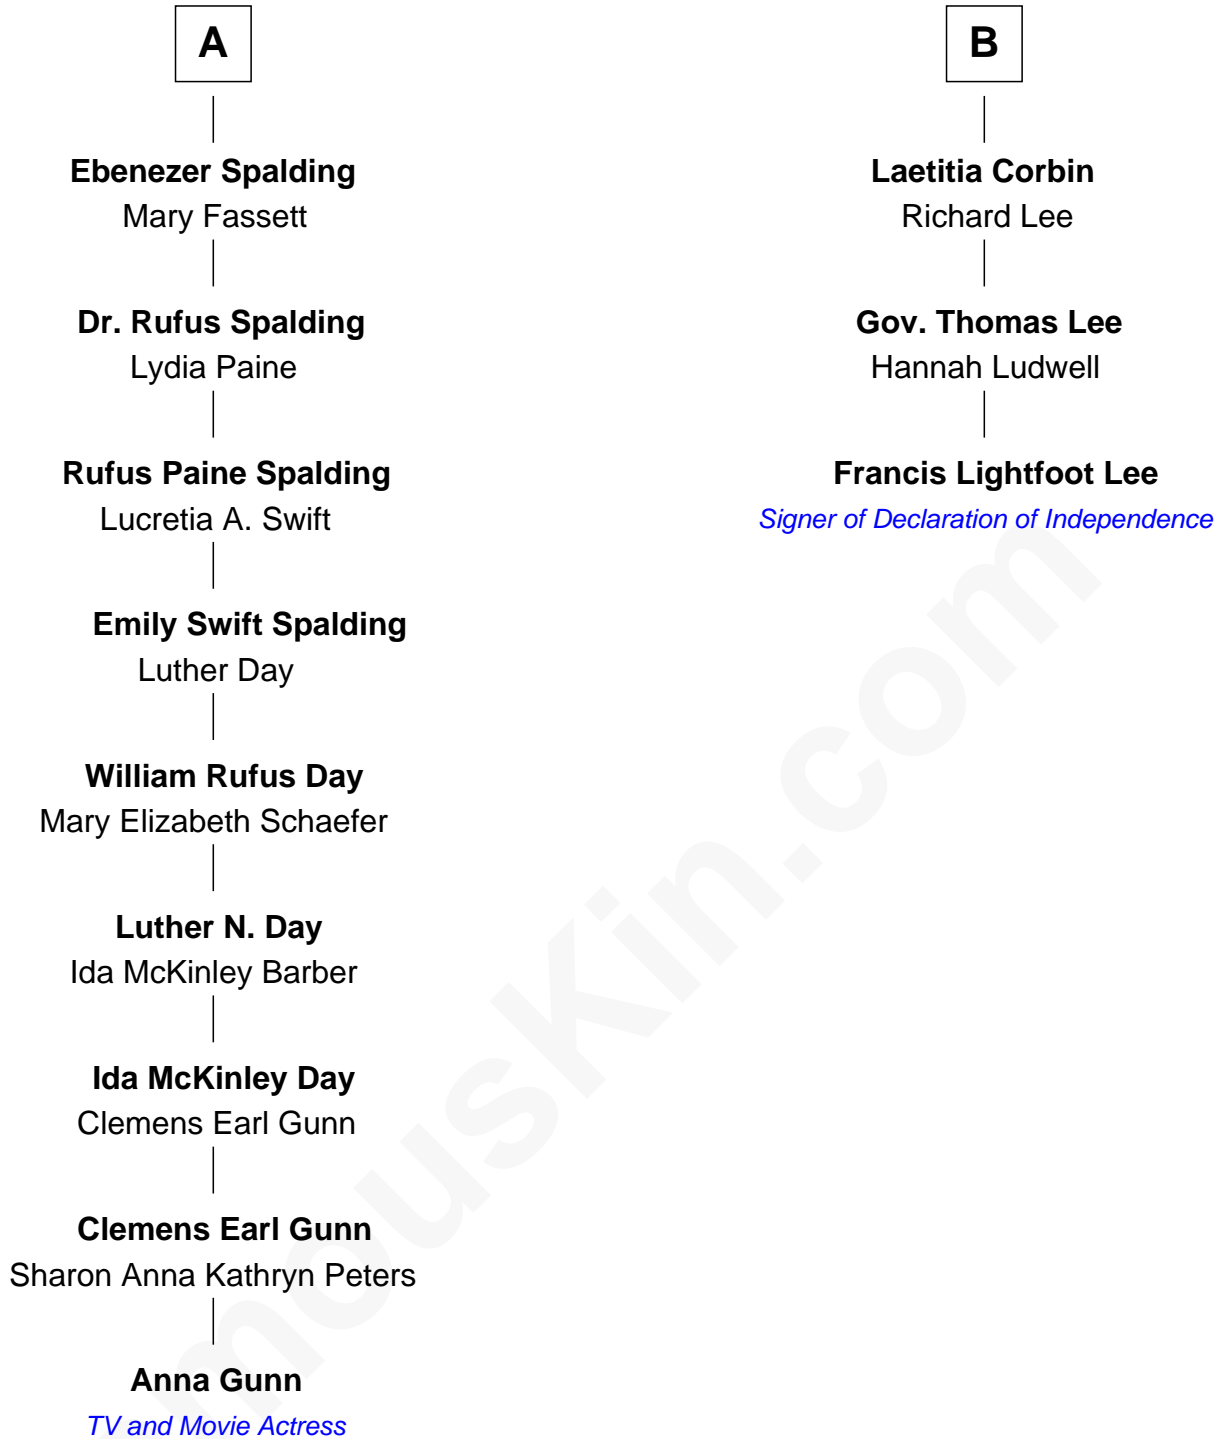 A
Ebenezer Spalding
Mary Fassett
Dr. Rufus Spalding
Lydia Paine
Rufus Paine Spalding
Lucretia A. Swift
Emily Swift Spalding
Luther Day
William Rufus Day
Mary Elizabeth Schaefer
Luther N. Day
Ida McKinley Barber
Ida McKinley Day
Clemens Earl Gunn
Clemens Earl Gunn
Sharon Anna Kathryn Peters
Anna Gunn
TV and Movie Actress
B
Laetitia Corbin
Richard Lee
Gov. Thomas Lee
Hannah Ludwell
Francis Lightfoot Lee
Signer of Declaration of Independence
mousKin.com